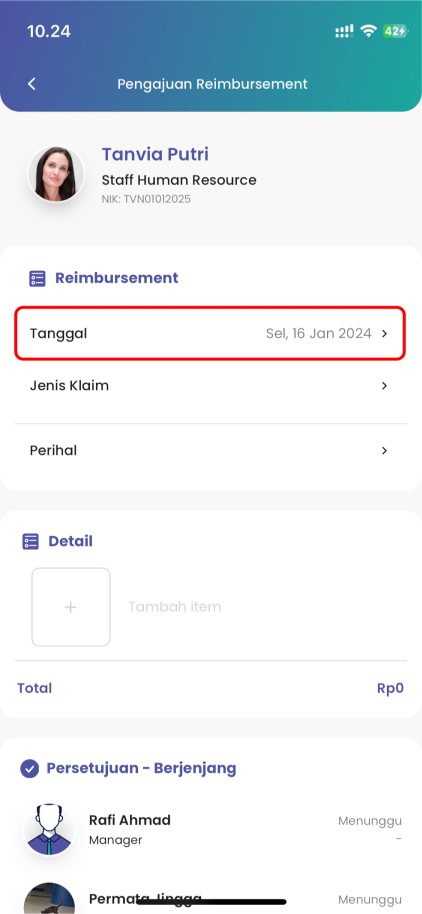 10.24
42
Pengajuan Reimbursement
Tanvia Putri
Staff Human Resource
NIK: TVN01012025
Reimbursement
Tanggal Sel, 16 Jan 2024
Jenis Klaim
Perihal
Detail
+ Tambah item
Total Rp0
Persetujuan - Berjenjang
Rafi Ahmad Menunggu
Manager -
Permata Jingga Menunggu